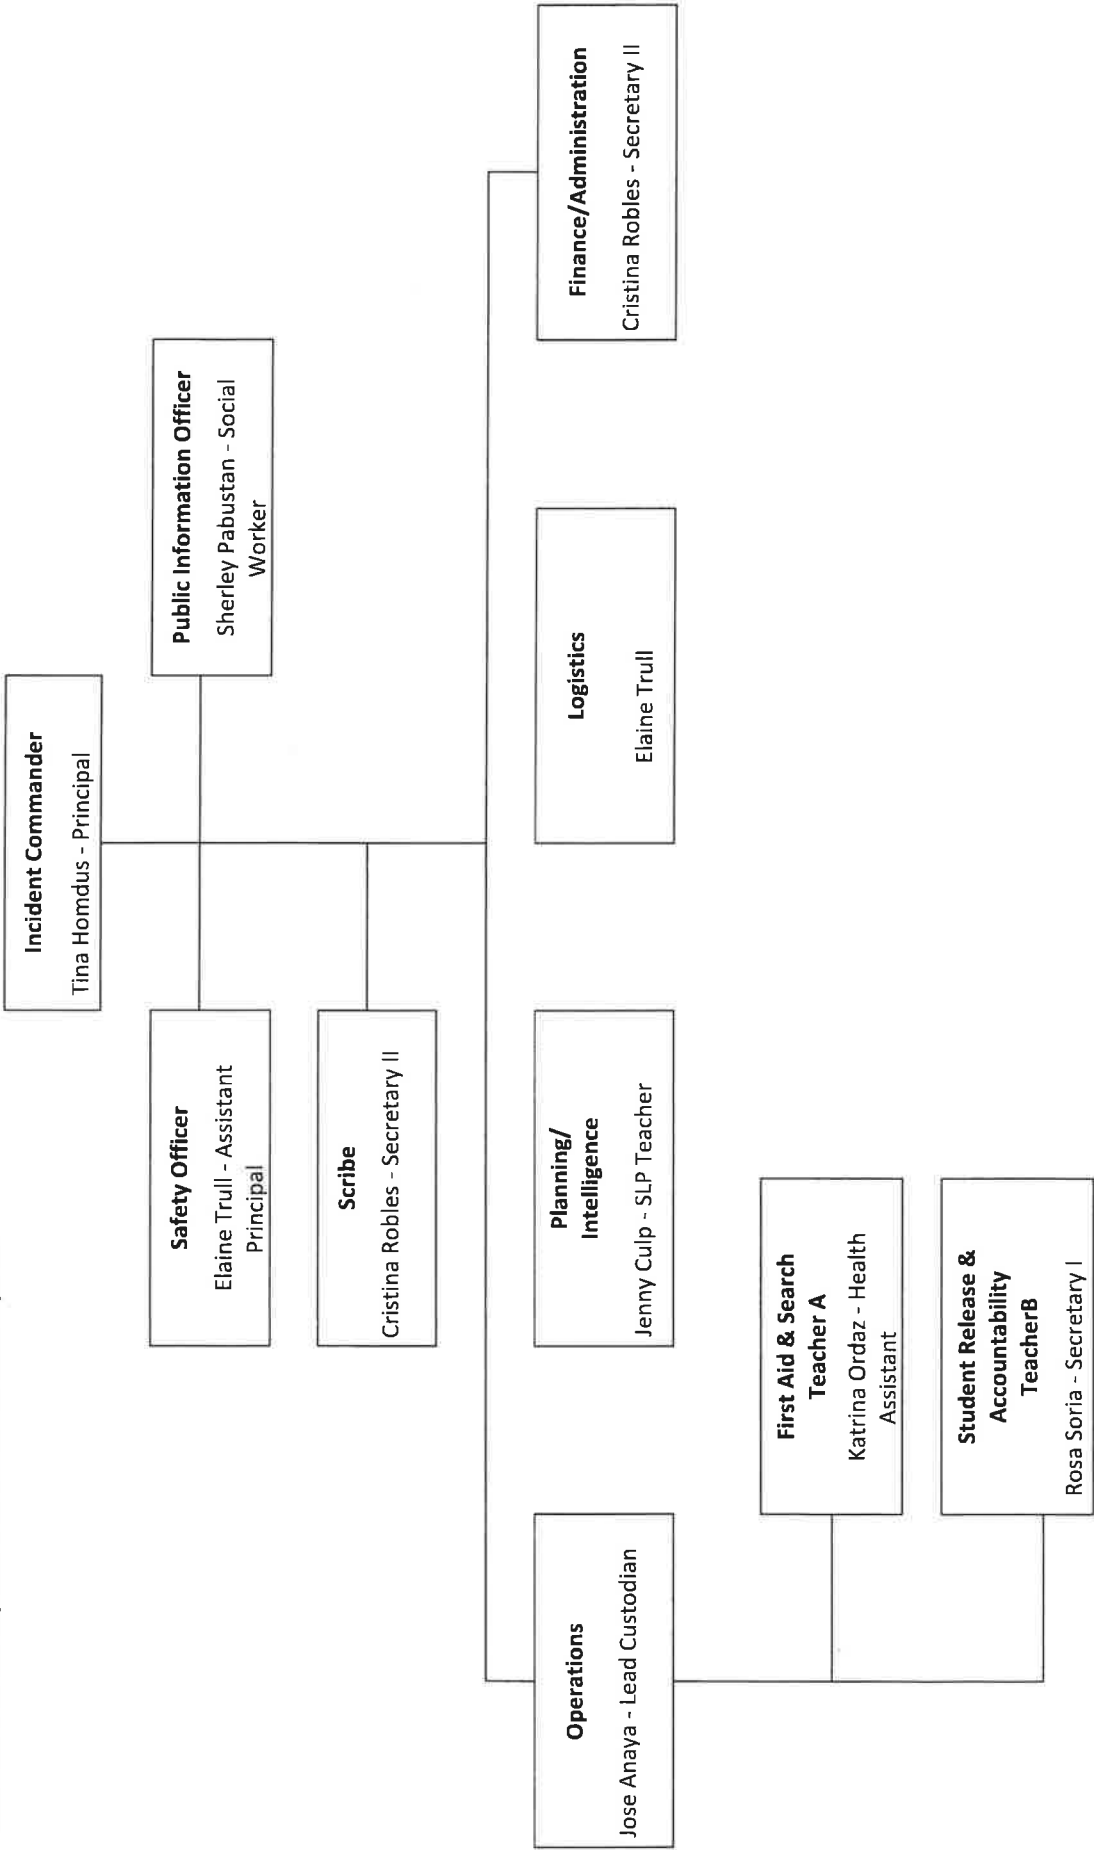 Incident Commander
Tina Homdus - Principal
Safety Officer
Elaine Trull - Assistant
Principal
Public Information Officer
Sherley Pabustan - Social
Worker
Scribe
Cristina Robles - Secretary II
Operations
Jose Anaya - Lead Custodian
Planning/
Intelligence
Jenny Culp - SLP Teacher
Logistics
Elaine Trull
Finance/Administration
Cristina Robles - Secretary II
First Aid & Search
Teacher A
Katrina Ordaz - Health
Assistant
Student Release &
Accountability
TeacherB
Rosa Soria - Secretary I